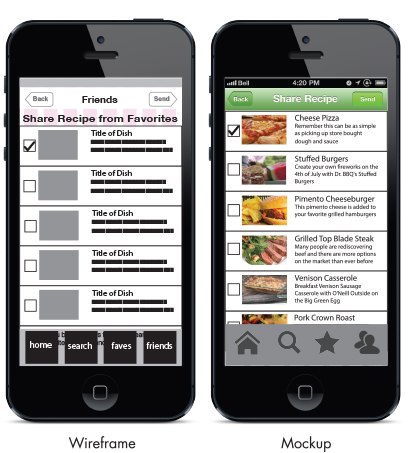 Back
Friends
Send
Share Recipe from Favorites
Title of Dish
Title of Dish
Title of Dish
Title of Dish
Title of Dish
home
search
faves
friends
Wireframe
Bell
4:20 PM
Back
Share Recipe
Send
Cheese Pizza
Remember this can be as simple
as picking up store bought
dough and sauce
Stuffed Burgers
Create your own fireworks on the
4th of July with Dr. BBQ's Stuffed
Burgers
Pimento Cheeseburger
This pimento cheese is added to
your favorite grilled hamburgers
Grilled Top Blade Steak
Many people are rediscovering
beef and there are more options
on the market than ever before
Venison Casserole
Breakfast Venison Sausage
Casserole with O'Neill Outside on
the Big Green Egg
Pork Crown Roast
Mockup